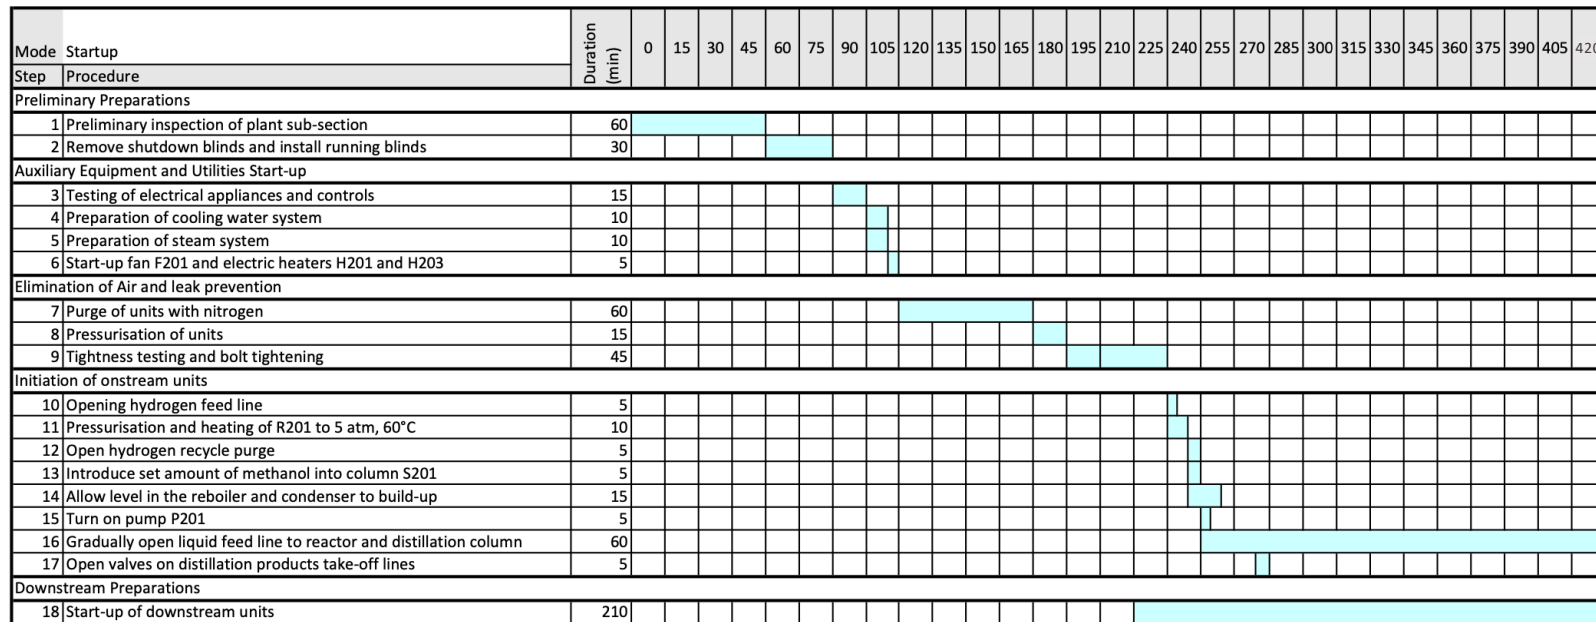 Mode Startup Duration (min) 0 15 30 45 60 75 90 105 120 135 150 165 180 195 210 225 240 255 270 285 300 315 330 345 360 375 390 405 420
Step Procedure
Preliminary Preparations
1 Preliminary inspection of plant sub-section 60
2 Remove shutdown blinds and install running blinds 30
Auxiliary Equipment and Utilities Start-up
3 Testing of electrical appliances and controls 15
4 Preparation of cooling water system 10
5 Preparation of steam system 10
6 Start-up fan F201 and electric heaters H201 and H203 5
Elimination of Air and leak prevention
7 Purge of units with nitrogen 60
8 Pressurisation of units 15
9 Tightness testing and bolt tightening 45
Initiation of onstream units
10 Opening hydrogen feed line 5
11 Pressurisation and heating of R201 to 5 atm, 60°C 10
12 Open hydrogen recycle purge 5
13 Introduce set amount of methanol into column S201 5
14 Allow level in the reboiler and condenser to build-up 15
15 Turn on pump P201 5
16 Gradually open liquid feed line to reactor and distillation column 60
17 Open valves on distillation products take-off lines 5
Downstream Preparations
18 Start-up of downstream units 210